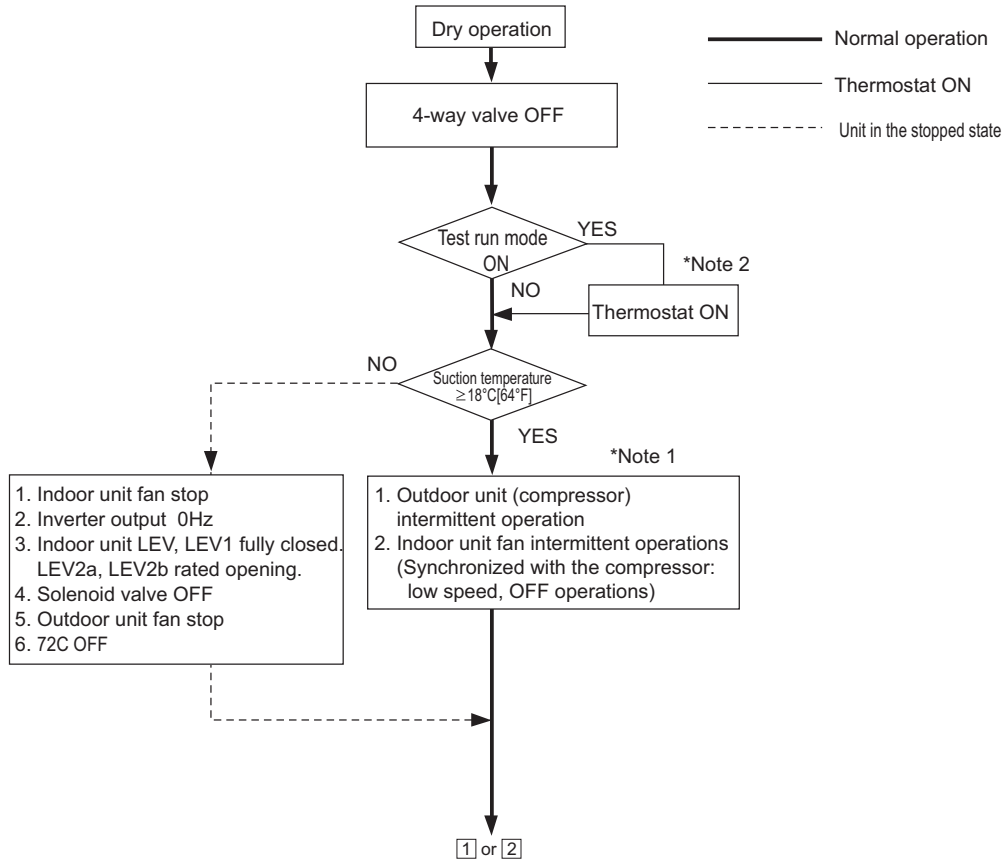 Dry operation
Normal operation
Thermostat ON
Unit in the stopped state
4-way valve OFF
Test run mode
ON
YES
*Note 2
NO
Thermostat ON
NO
Suction temperature
≥18°C[64°F]
YES
*Note 1
1. Indoor unit fan stop
2. Inverter output 0Hz
3. Indoor unit LEV, LEV1 fully closed.
LEV2a, LEV2b rated opening.
4. Solenoid valve OFF
5. Outdoor unit fan stop
6. 72C OFF
1. Outdoor unit (compressor)
intermittent operation
2. Indoor unit fan intermittent operations
(Synchronized with the compressor:
low speed, OFF operations)
1 or 2